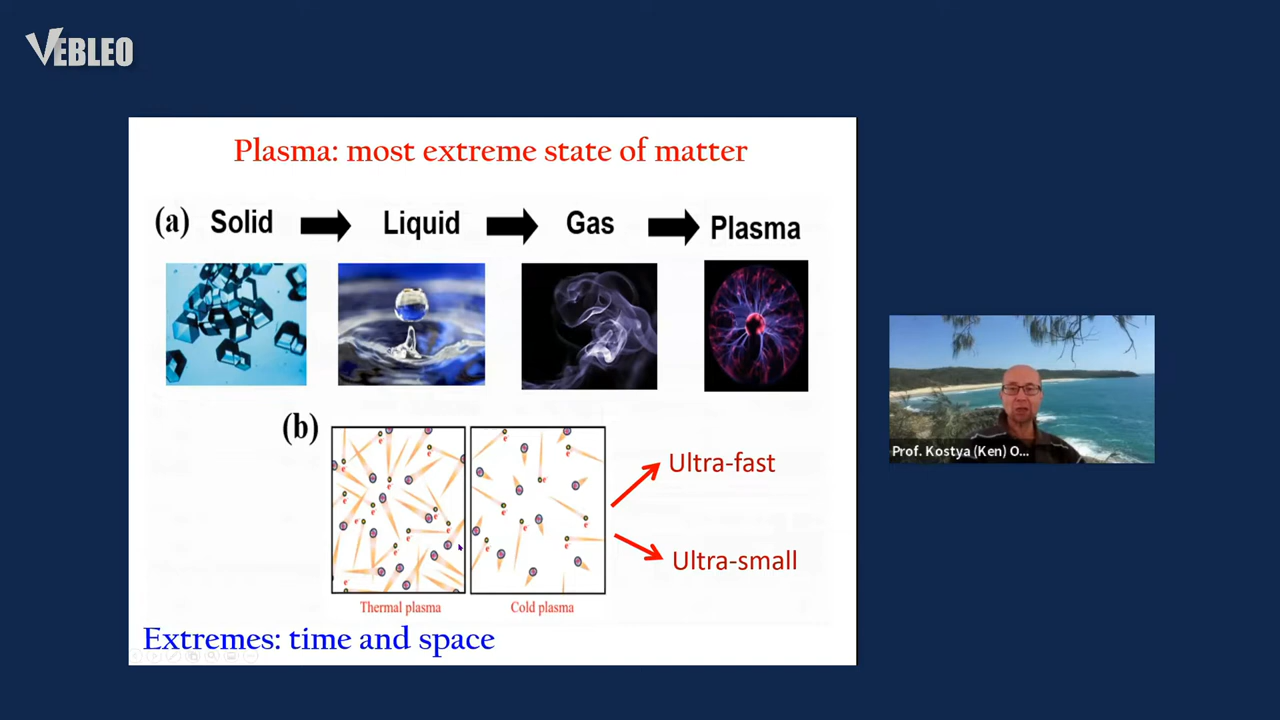 VEBLEO
Plasma: most extreme state of matter
(a) Solid Liquid Gas Plasma
(b)
Ultra-fast
Ultra-small
Thermal plasma Cold plasma
Extremes: time and space
Prof. Kostya (Ken) O...